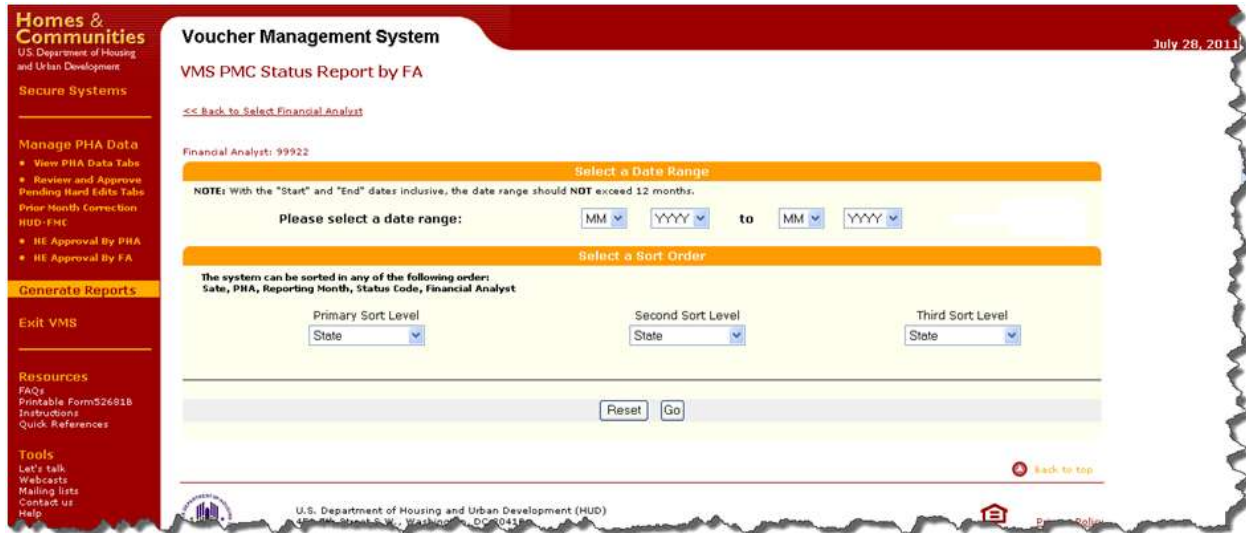 Homes &
Communities
U.S. Department of Housing
and Urban Development
Secure Systems
Manage PHA Data
• View PHA Data Tabs
• Review and Approve
Pending Hard Edits Tabs
Prior Month Correction
HUD-FMC
• HE Approval By PHA
• HE Approval By FA
Generate Reports
Exit VMS
Resources
FAQs
Printable Form52681B
Instructions
Quick References
Tools
Let's talk
Webcasts
Mailing lists
Contact us
Help
Voucher Management System
July 28, 2011
VMS PMC Status Report by FA
<< Back to Select Financial Analyst
Financial Analyst: 99922
Select a Date Range
NOTE: With the "Start" and "End" dates inclusive, the date range should NOT exceed 12 months.
Please select a date range: MM YYYY to MM YYYY
Select a Sort Order
The system can be sorted in any of the following order:
Sate, PHA, Reporting Month, Status Code, Financial Analyst
Primary Sort Level Second Sort Level Third Sort Level
State State State
Reset Go
Back to top
U.S. Department of Housing and Urban Development (HUD)
Street S.W., Washington, DC
Policy